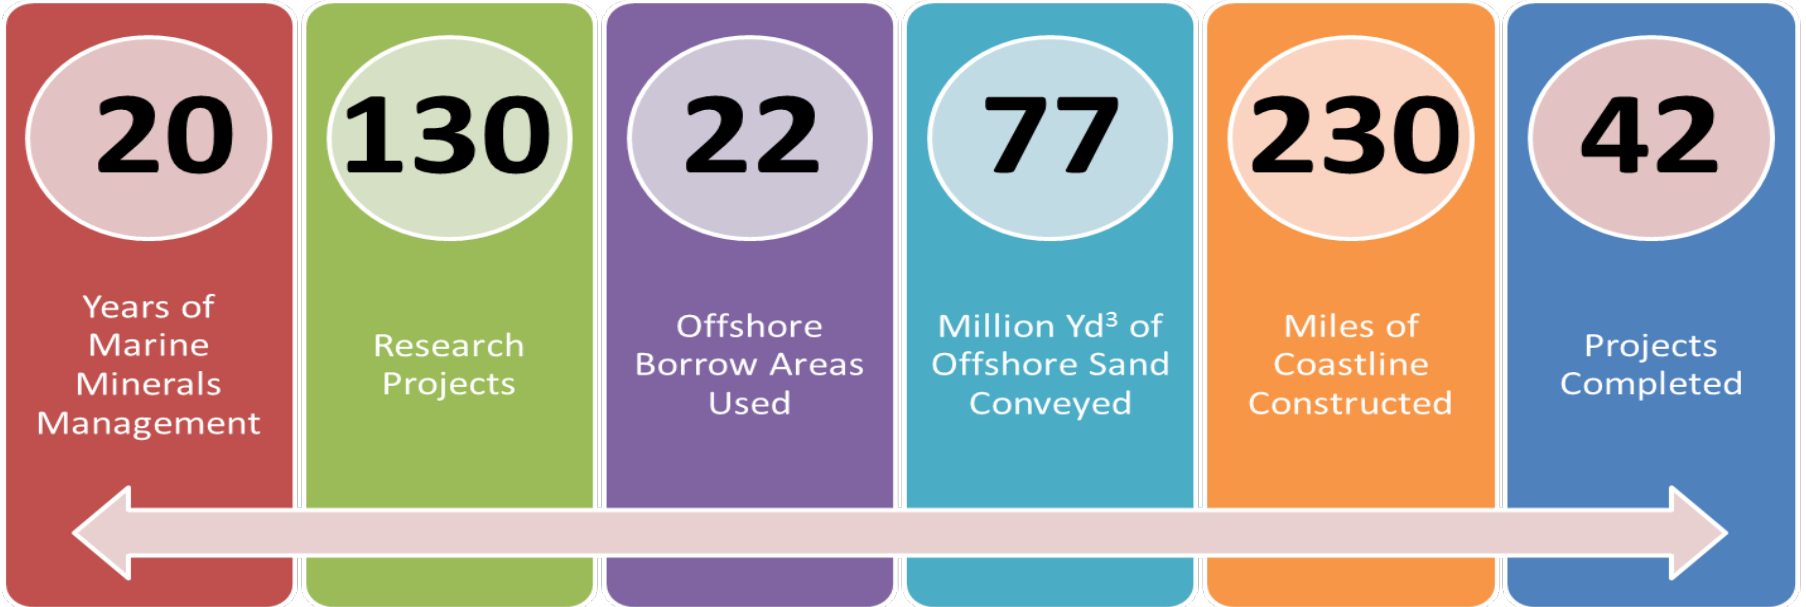 20
Years of
Marine
Minerals
Management
130
Research
Projects
22
Offshore
Borrow Areas
Used
77
Million Yd³ of
Offshore Sand
Conveyed
230
Miles of
Coastline
Constructed
42
Projects
Completed